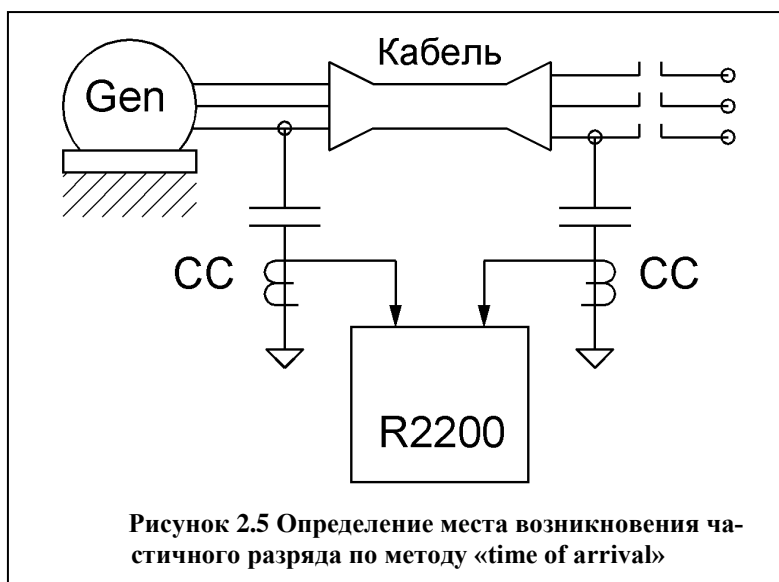 Кабель
Gen
CC
CC
R2200
Рисунок 2.5 Определение места возникновения ча-
стичного разряда по методу «time of arrival»